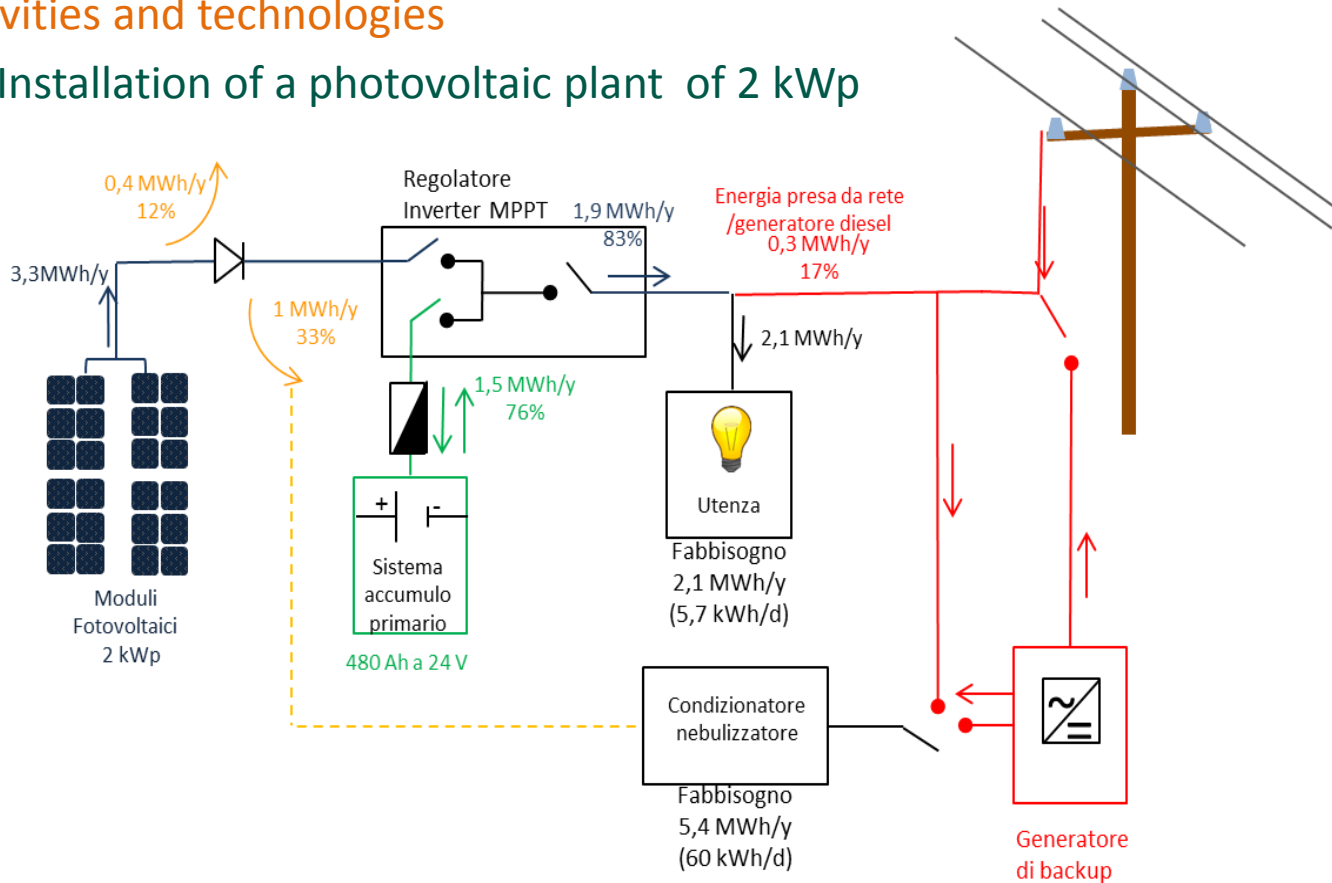 vities and technologies
Installation of a photovoltaic plant of 2 kWp
0,4 MWh/y
12%
3,3MWh/y
1 MWh/y
33%
Regolatore
Inverter MPPT
1,9 MWh/y
83%
Energia presa da rete
/generatore diesel
0,3 MWh/y
17%
2,1 MWh/y
1,5 MWh/y
76%
+ -
Sistema
accumulo
primario
480 Ah a 24 V
Moduli
Fotovoltaici
2 kWp
Utenza
Fabbisogno
2,1 MWh/y
(5,7 kWh/d)
Condizionatore
nebulizzatore
Fabbisogno
5,4 MWh/y
(60 kWh/d)
Generatore
di backup